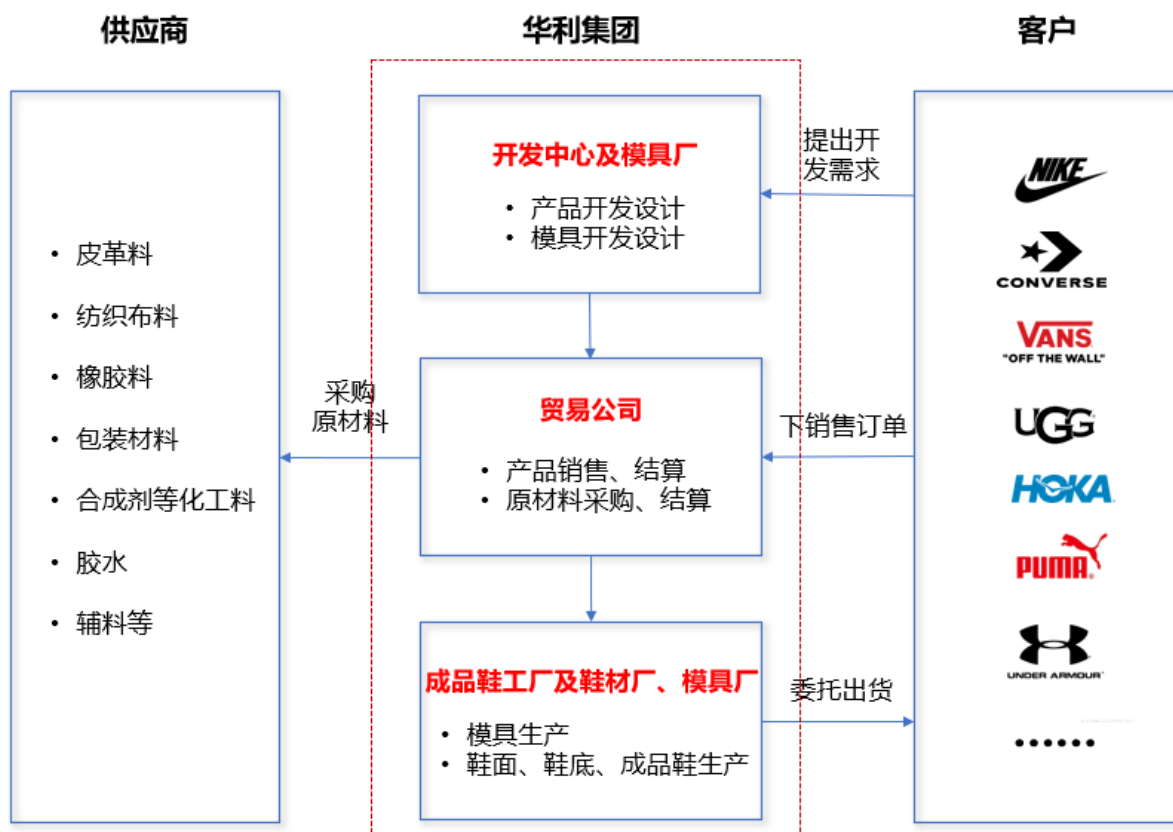 供应商
华利集团
客户
• 皮革料
• 纺织布料
• 橡胶料
• 包装材料
• 合成剂等化工料
• 胶水
• 辅料等
采购
原材料
开发中心及模具厂
• 产品开发设计
• 模具开发设计
贸易公司
• 产品销售、结算
• 原材料采购、结算
成品鞋工厂及鞋材厂、模具厂
• 模具生产
• 鞋面、鞋底、成品鞋生产
提出开
发需求
下销售订单
委托出货
NIKE
CONVERSE
VANS
"OFF THE WALL"
UGG
HOKA
PUMA
UNDER ARMOUR
••••••